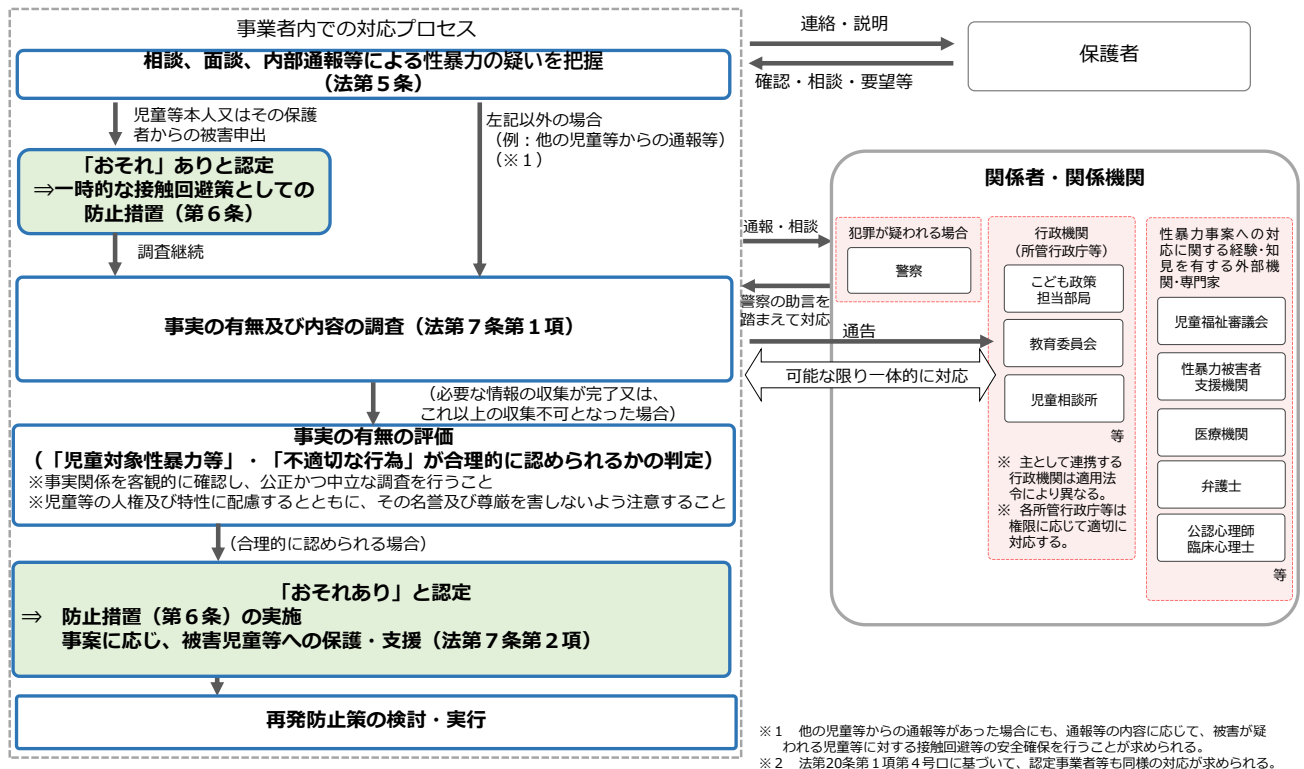 事業者内での対応プロセス
相談、面談、内部通報等による性暴力の疑いを把握
（法第５条）
児童等本人又はその保護
者からの被害申出
左記以外の場合
（例：他の児童等からの通報等）
（※１）
「おそれ」ありと認定
⇒一時的な接触回避策としての
防止措置（第６条）
調査継続
事実の有無及び内容の調査（法第７条第１項）
（必要な情報の収集が完了又は、
これ以上の収集不可となった場合）
事実の有無の評価
（「児童対象性暴力等」・「不適切な行為」が合理的に認められるかの判定）
※事実関係を客観的に確認し、公正かつ中立な調査を行うこと
※児童等の人権及び特性に配慮するとともに、その名誉及び尊厳を害しないよう注意すること
（合理的に認められる場合）
「おそれあり」と認定
⇒　防止措置（第６条）の実施
事案に応じ、被害児童等への保護・支援（法第７条第２項）
再発防止策の検討・実行
連絡・説明
確認・相談・要望等
保護者
通報・相談
警察の助言を
踏まえて対応
通告
可能な限り一体的に対応
関係者・関係機関
犯罪が疑われる場合
警察
行政機関
（所管行政庁等）
こども政策
担当部局
教育委員会
児童相談所
等
※　主として連携する
行政機関は適用法
令により異なる。
※　各所管行政庁等は
権限に応じて適切に
対応する。
性暴力事案への対
応に関する経験・知
見を有する外部機
関・専門家
児童福祉審議会
性暴力被害者
支援機関
医療機関
弁護士
公認心理師
臨床心理士
等
※１　他の児童等からの通報等があった場合にも、通報等の内容に応じて、被害が疑
われる児童等に対する接触回避等の安全確保を行うことが求められる。
※２　法第20条第１項第４号ロに基づいて、認定事業者等も同様の対応が求められる。